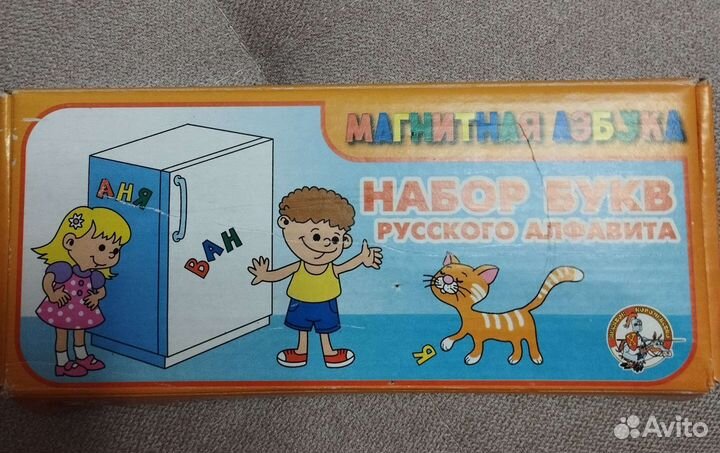 МАГНИТНАЯ АЗБУКА
НАБОР БУКВ
РУССКОГО АЛФАВИТА
АНЯ
ВАН
Я
Avito